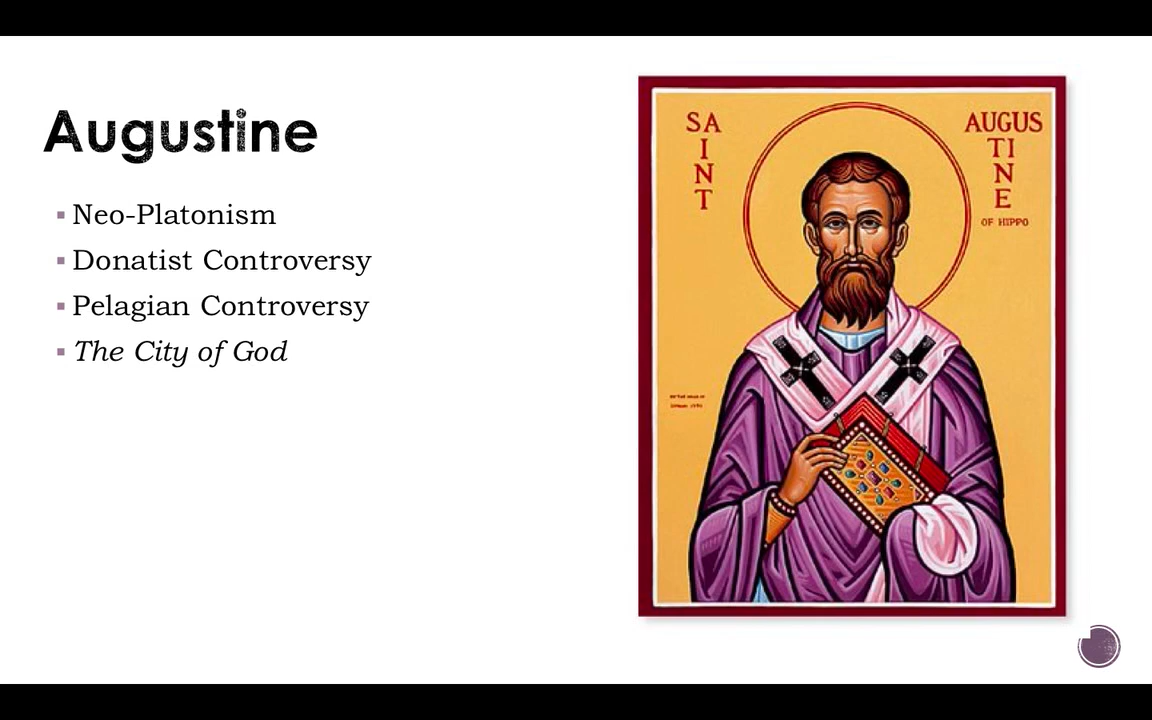 Augustine
Neo-Platonism
Donatist Controversy
Pelagian Controversy
The City of God
SA
I
N
T
AUGUS
TI
N
E
OF HIPPO